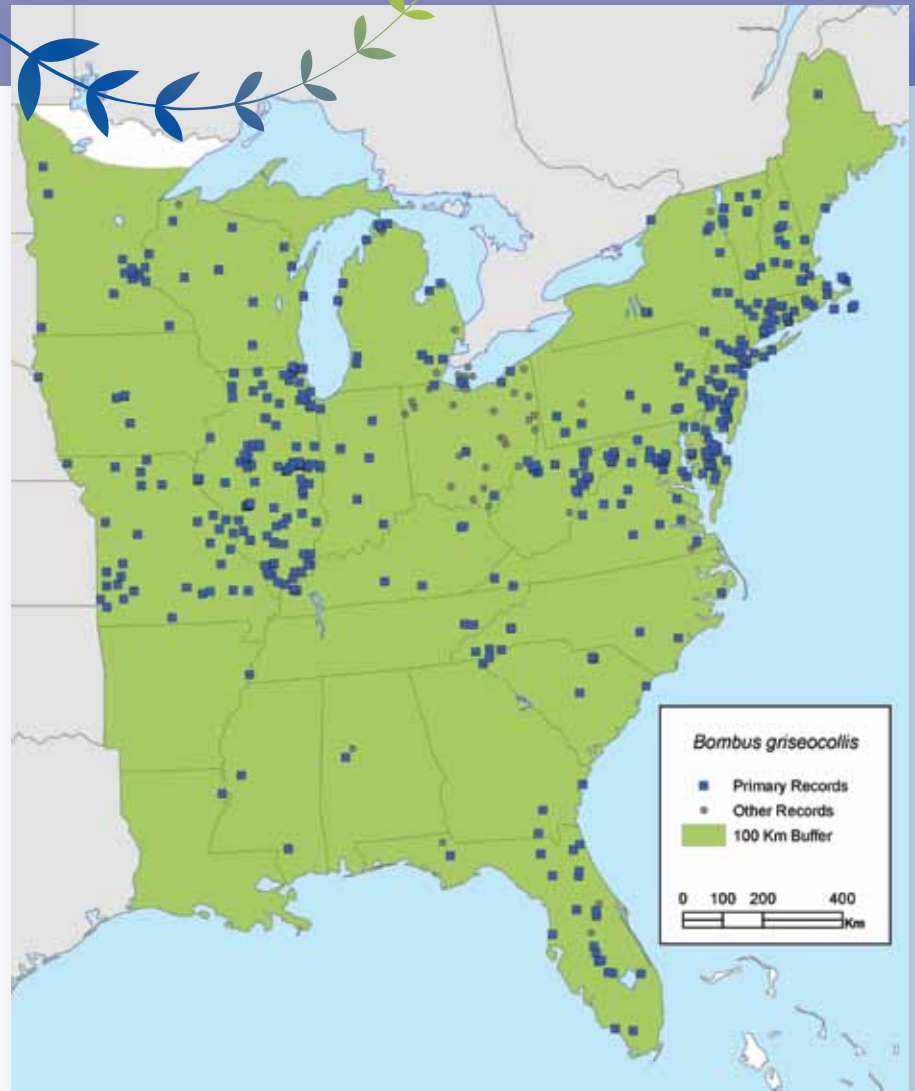 Bombus griseocollis
Primary Records
Other Records
100 Km Buffer
0 100 200 400
Km